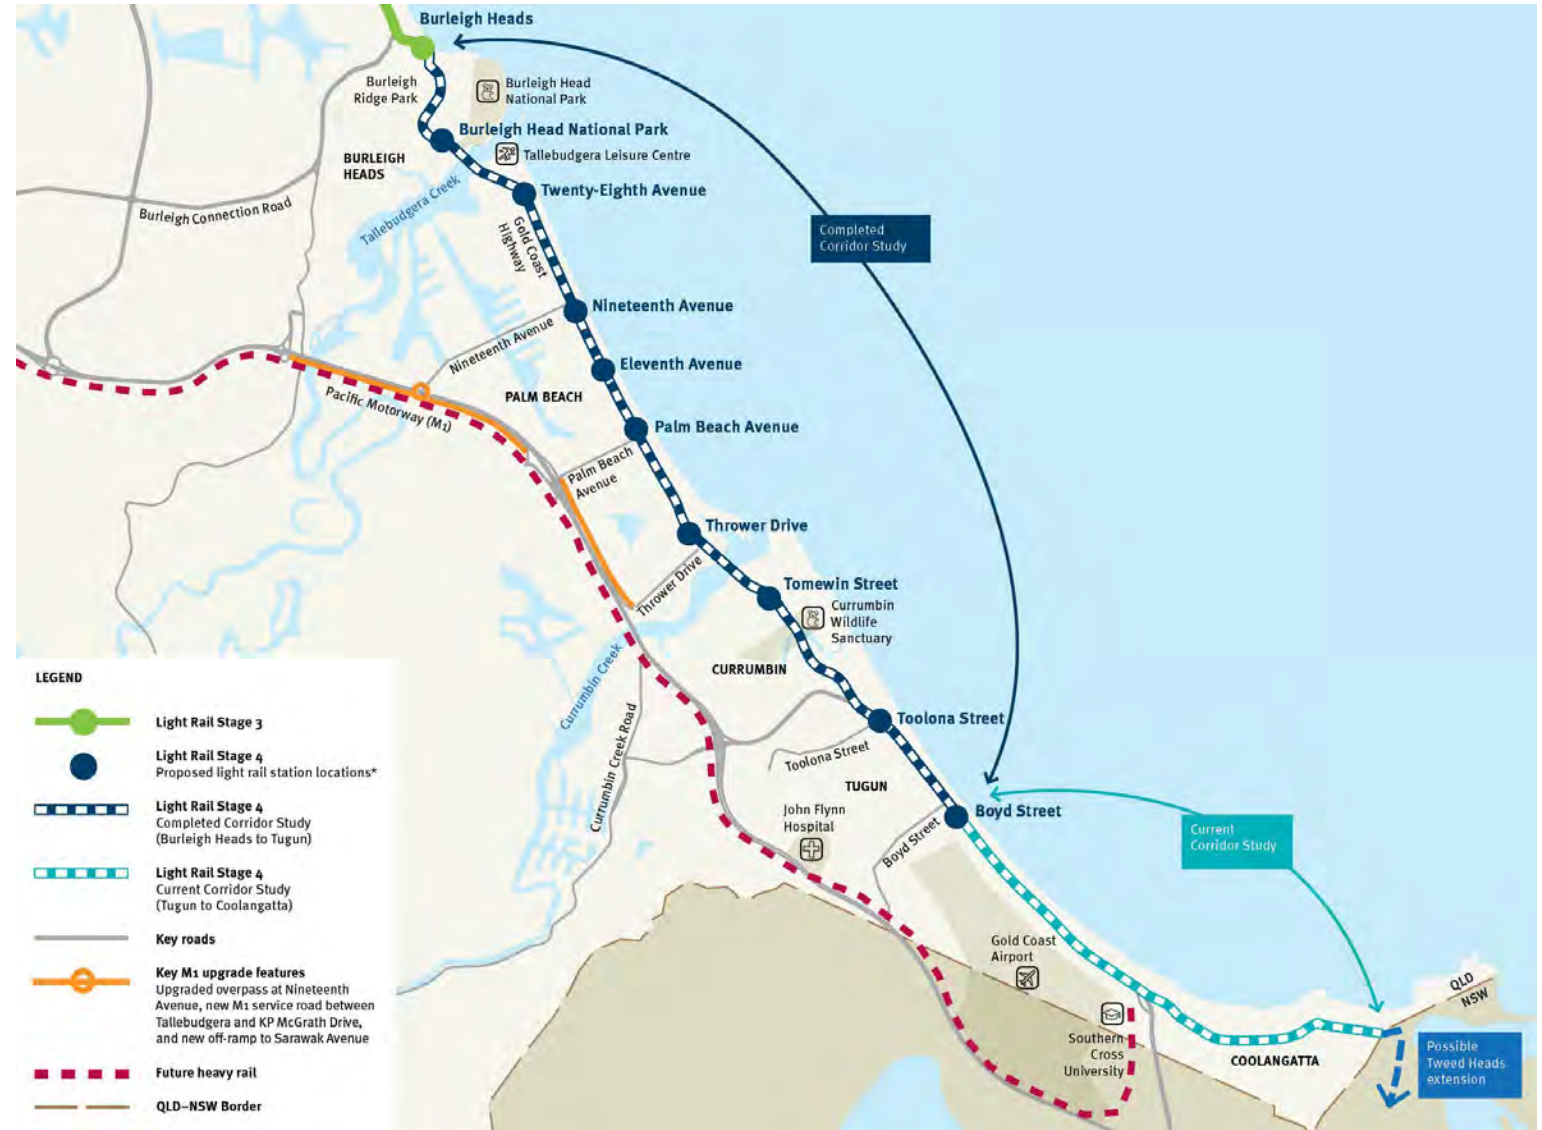 Burleigh Heads
Burleigh
Ridge Park
Burleigh Head
National Park
Burleigh Head National Park
BURLEIGH
HEADS
Tallebudgera Leisure Centre
Tallebudgera Creek
Twenty-Eighth Avenue
Burleigh Connection Road
Gold Coast
Highway
Completed
Corridor Study
Nineteenth Avenue
Nineteenth Avenue
Eleventh Avenue
Pacific Motorway (M1)
PALM BEACH
Palm Beach Avenue
Palm Beach
Avenue
Thrower Drive
Thrower Drive
Tomewin Street
Currumbin
Wildlife
Sanctuary
Currumbin Creek
CURRUMBIN
Currumbin Creek Road
Toolona Street
Toolona Street
TUGUN
John Flynn
Hospital
Boyd Street
Boyd Street
Current
Corridor Study
Gold Coast
Airport
Southern
Cross
University
QLD
NSW
COOLANGATTA
Possible
Tweed Heads
extension
LEGEND
Light Rail Stage 3
Light Rail Stage 4
Proposed light rail station locations*
Light Rail Stage 4
Completed Corridor Study
(Burleigh Heads to Tugun)
Light Rail Stage 4
Current Corridor Study
(Tugun to Coolangatta)
Key roads
Key M1 upgrade features
Upgraded overpass at Nineteenth
Avenue, new M1 service road between
Tallebudgera and KP McGrath Drive,
and new off-ramp to Sarawak Avenue
Future heavy rail
QLD–NSW Border